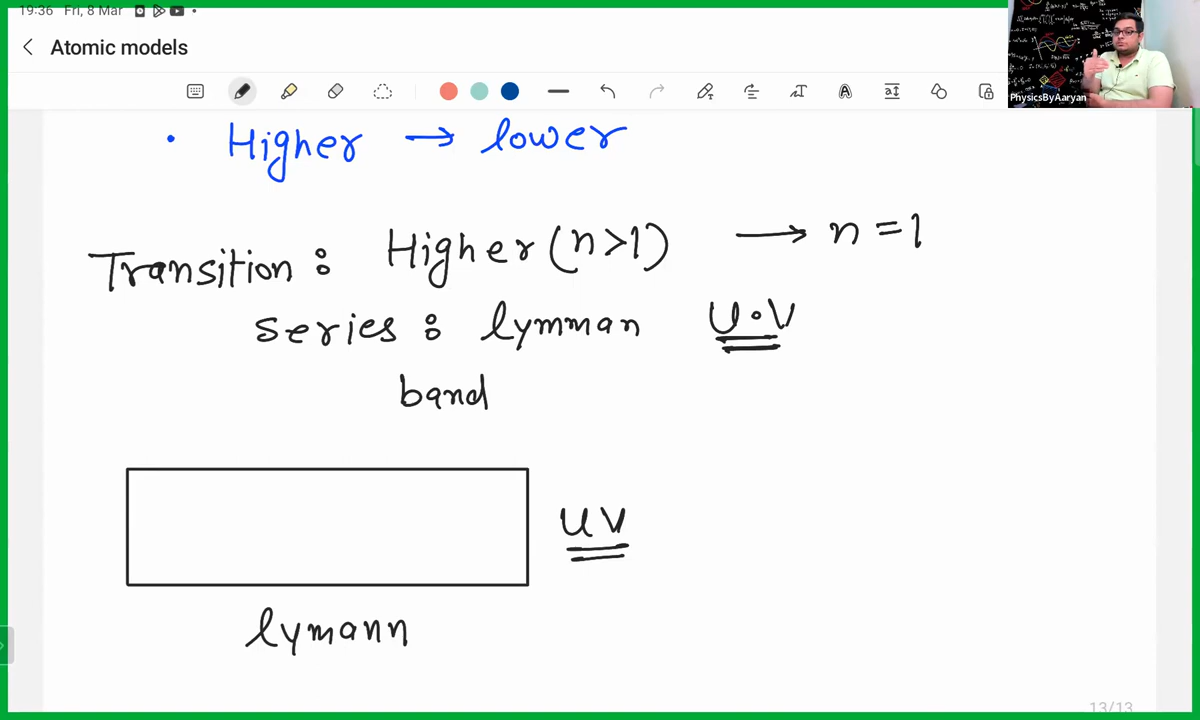 19:36 Fri, 8 Mar
Atomic models
PhysicsByAaryan
• Higher → lower
Transition : Higher (n>1) → n = 1
series : lymman U.V
band
UV
lymann
13/13